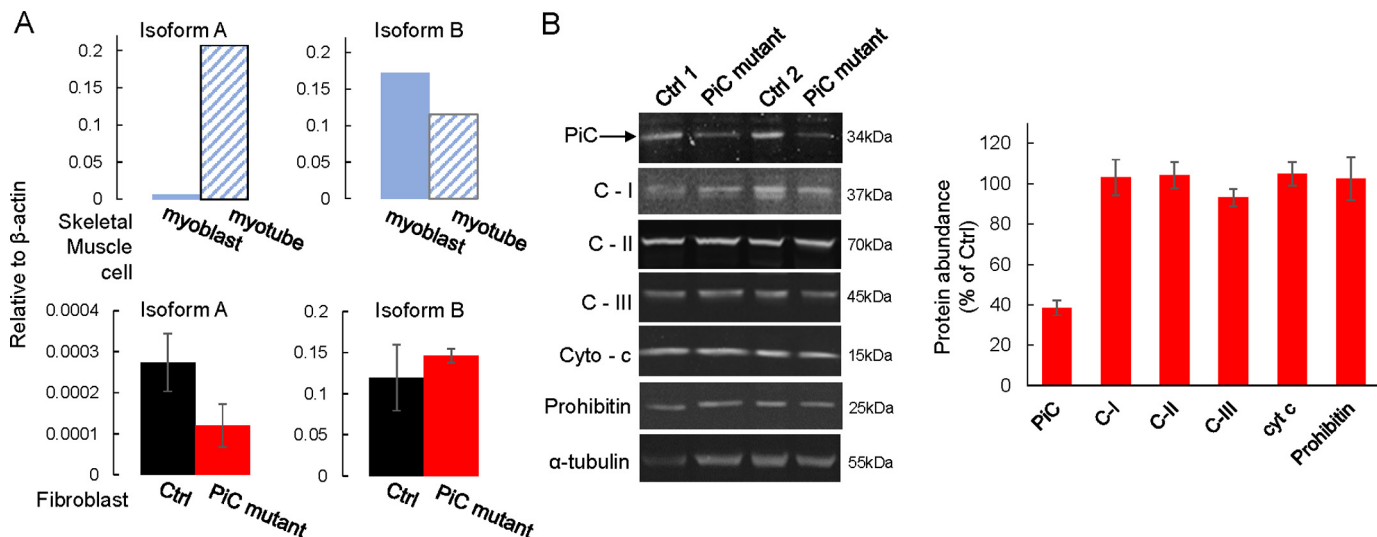 A
Isoform A
0.2
0.15
0.1
0.05
0
myoblast
myotube
Isoform B
0.2
0.15
0.1
0.05
0
myoblast
myotube
Skeletal
Muscle
cell
Relative to β-actin
Isoform A
0.0004
0.0003
0.0002
0.0001
0
Ctrl
PiC mutant
Isoform B
0.2
0.15
0.1
0.05
0
Ctrl
PiC mutant
Fibroblast
B
Ctrl 1
PiC mutant
Ctrl 2
PiC mutant
PiC 34kDa
C - I 37kDa
C - II 70kDa
C - III 45kDa
Cyto - c 15kDa
Prohibitin 25kDa
α-tubulin 55kDa
Protein abundance
(% of Ctrl)
120
100
80
60
40
20
0
PiC
C-I
C-II
C-III
cyt c
Prohibitin